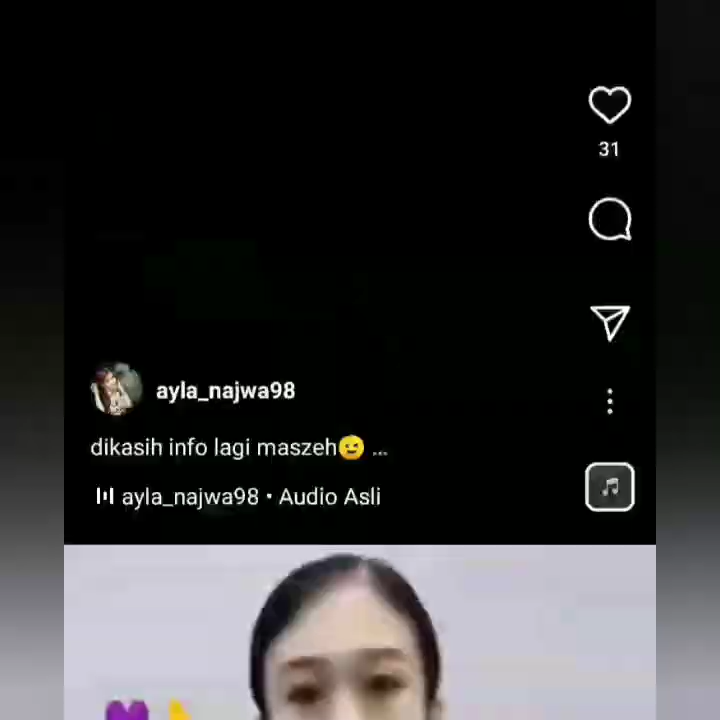 31
ayla_najwa98
dikasih info lagi maszeh😉 ...
ayla_najwa98 • Audio Asli